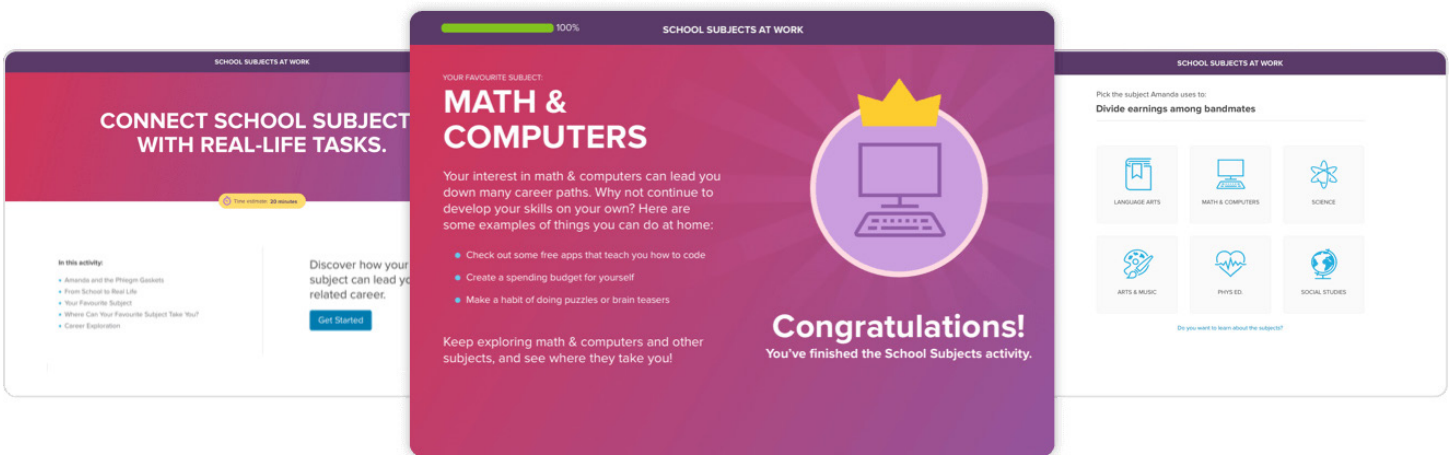 SCHOOL SUBJECTS AT WORK
CONNECT SCHOOL SUBJECT
WITH REAL-LIFE TASKS.
Time estimate: 20 minutes
In this activity:
Amanda and the Phlegm Gaskets
From School to Real Life
Your Favourite Subject
Where Can Your Favourite Subject Take You?
Career Exploration
Discover how your
subject can lead yo
related career.
Get Started
100%
SCHOOL SUBJECTS AT WORK
YOUR FAVOURITE SUBJECT:
MATH &
COMPUTERS
Your interest in math & computers can lead you
down many career paths. Why not continue to
develop your skills on your own? Here are
some examples of things you can do at home:
Check out some free apps that teach you how to code
Create a spending budget for yourself
Make a habit of doing puzzles or brain teasers
Keep exploring math & computers and other
subjects, and see where they take you!
Congratulations!
You've finished the School Subjects activity.
SCHOOL SUBJECTS AT WORK
Pick the subject Amanda uses to:
Divide earnings among bandmates
LANGUAGE ARTS
MATH & COMPUTERS
SCIENCE
ARTS & MUSIC
PHYS ED.
SOCIAL STUDIES
Do you want to learn about the subjects?